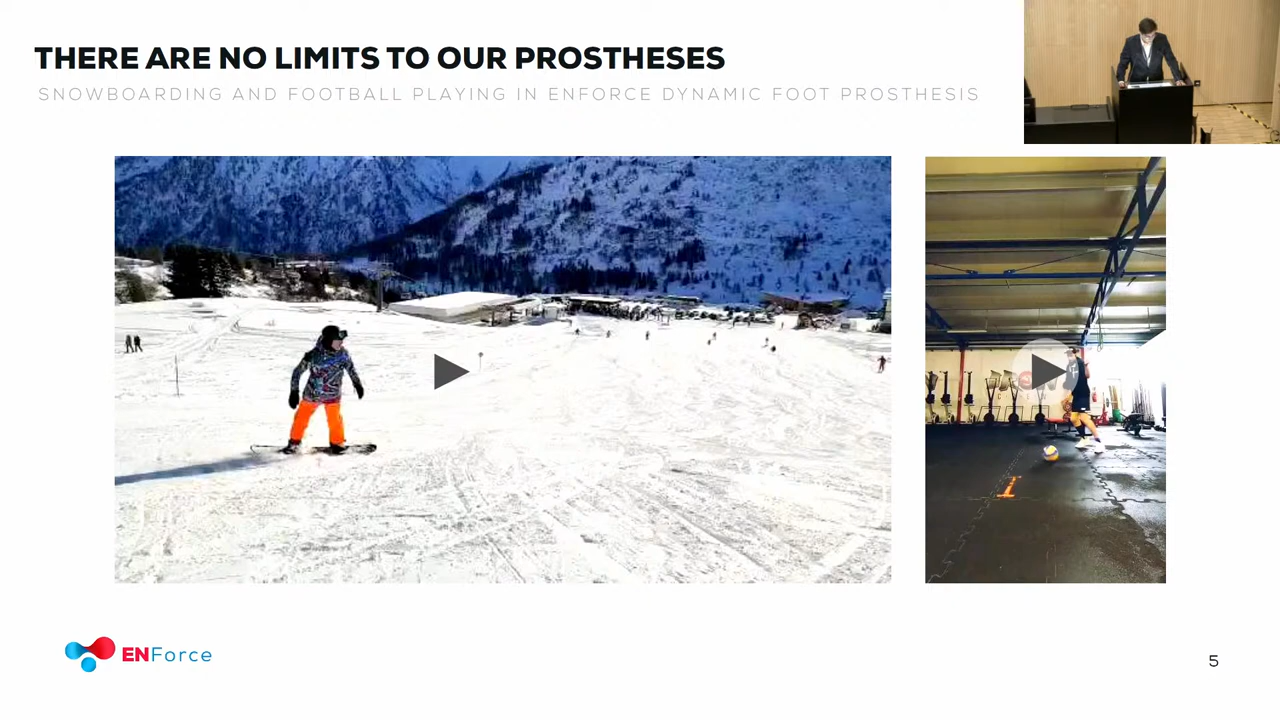 THERE ARE NO LIMITS TO OUR PROSTHESES
SNOWBOARDING AND FOOTBALL PLAYING IN ENFORCE DYNAMIC FOOT PROSTHESIS
ENForce
5